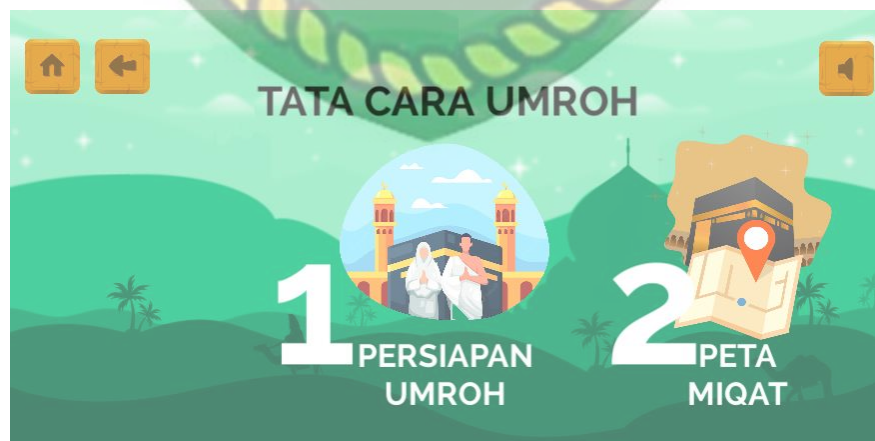 TATA CARA UMROH
1
PERSIAPAN
UMROH
2
PETA
MIQAT